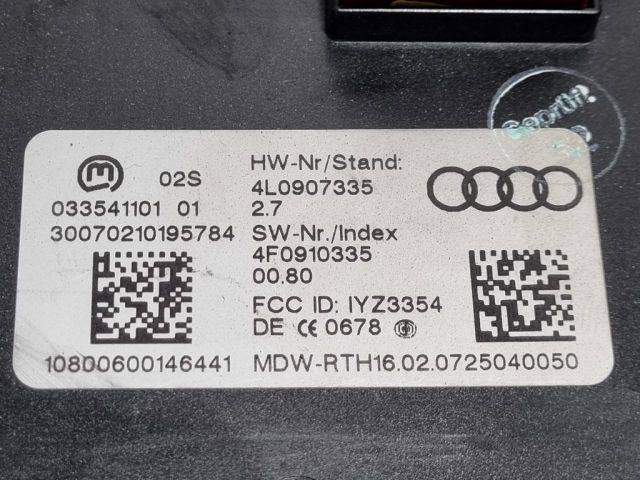 Geprüft
02S
033541101 01
30070210195784
HW-Nr/Stand:
4L0907335
2.7
SW-Nr./Index
4F0910335
00.80
FCC ID: IYZ3354
DE CE 0678
10800600146441
MDW-RTH16.02.0725040050